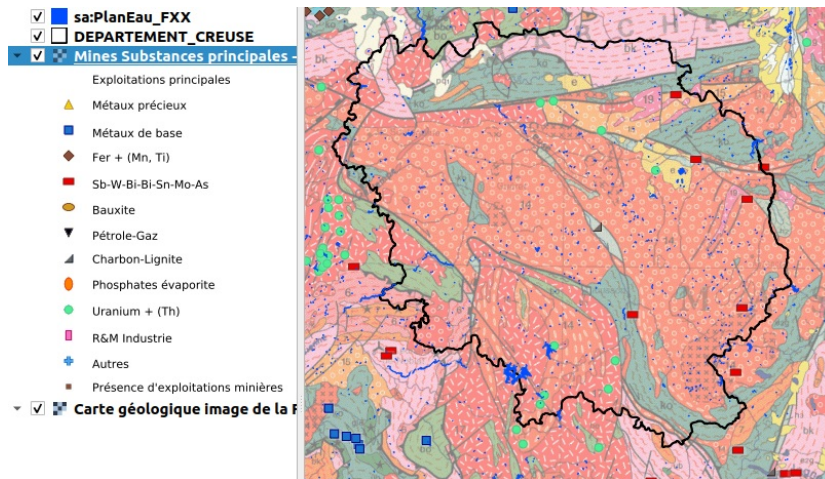 sa:PlanEau_FXX
DEPARTEMENT_CREUSE
Mines Substances principales -
Exploitations principales
Métaux précieux
Métaux de base
Fer + (Mn, Ti)
Sb-W-Bi-Bi-Sn-Mo-As
Bauxite
Pétrole-Gaz
Charbon-Lignite
Phosphates évaporite
Uranium + (Th)
R&M Industrie
Autres
Présence d'exploitations minières
Carte géologique image de la F